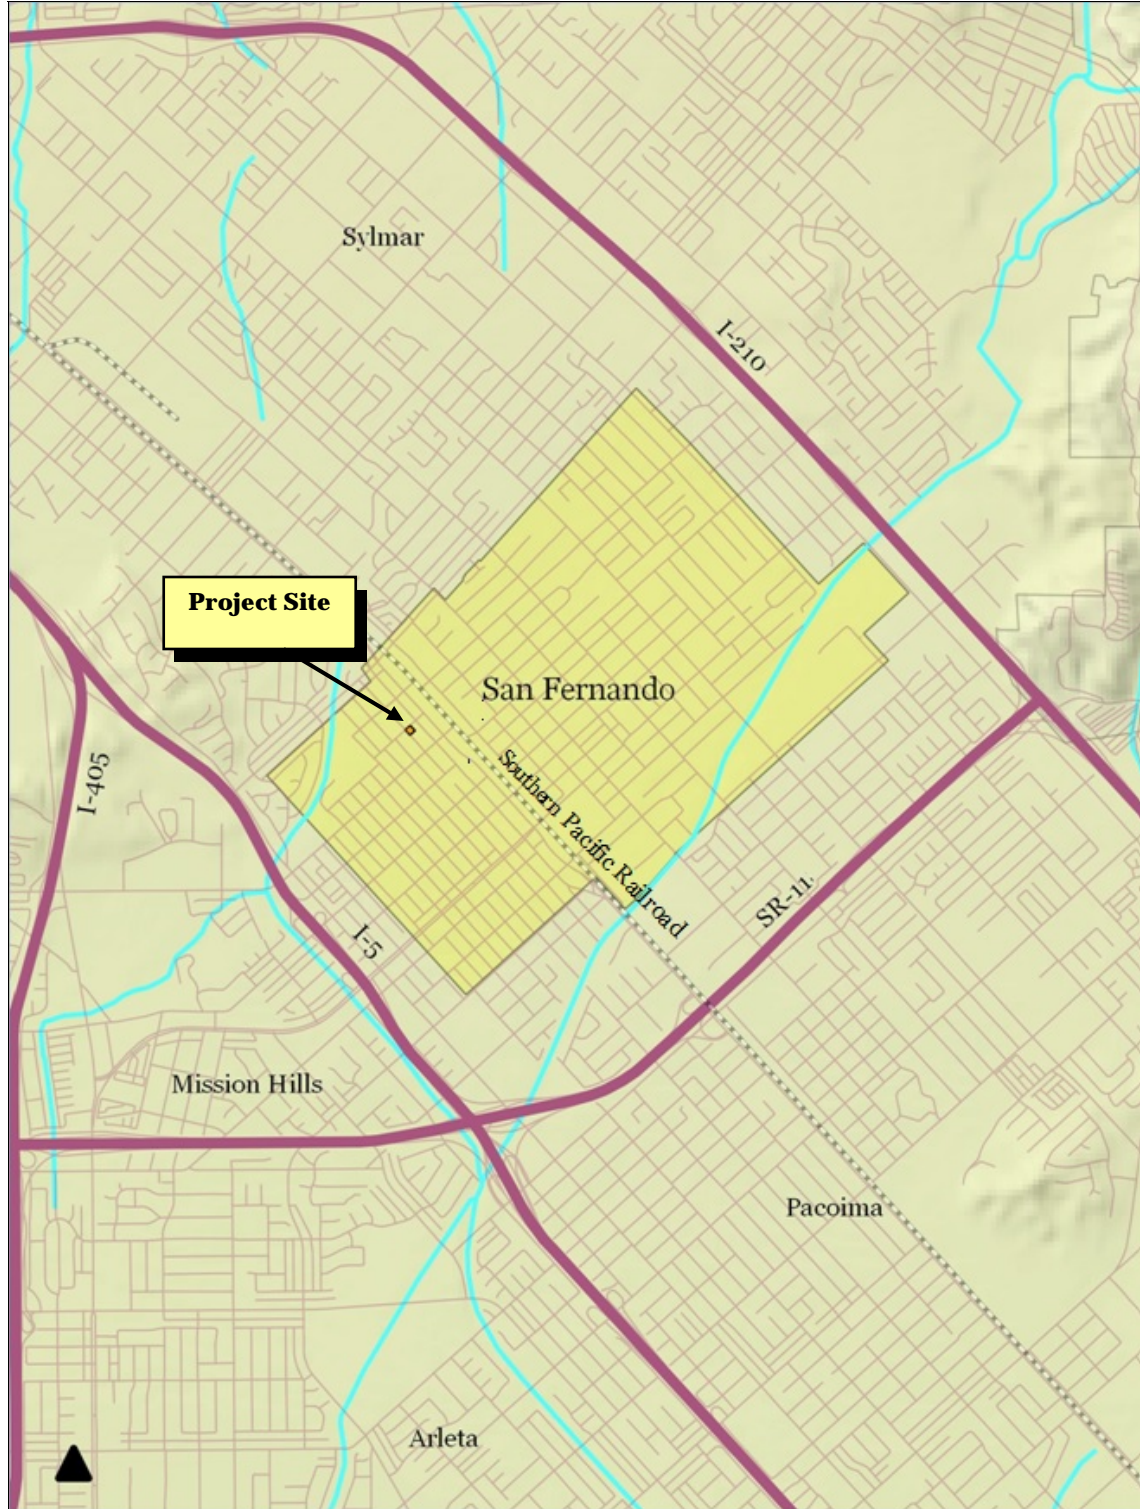 Sylmar
I-210
Project Site
San Fernando
Southern Pacific Railroad
I-405
SR-11
I-5
Mission Hills
Pacoima
Arleta